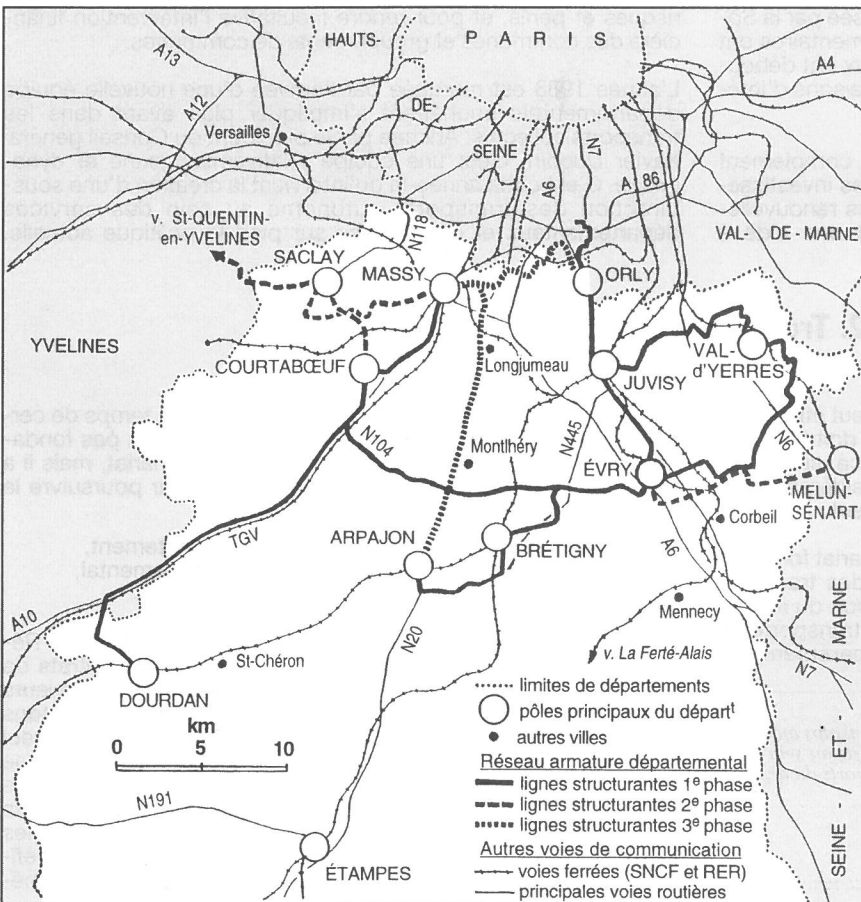 HAUTS-
PARIS
A13
A12
A4
Versailles
DE-
SEINE
A6
N7
A 186
v. St-QUENTIN-
en-YVELINES
N118
VAL - DE - MARNE
SACLAY
MASSY
ORLY
YVELINES
COURTABŒUF
Longjumeau
JUVISY
VAL-
d'YERRES
N104
Montlhéry
N445
N6
ÉVRY
MELUN-
SÉNART
Corbeil
TGV
ARPAJON
BRÉTIGNY
A6
A10
N20
Mennecy
St-Chéron
v. La Ferté-Alais
N7
DOURDAN
SEINE - ET - MARNE
km
0 5 10
N191
ÉTAMPES
limites de départements
pôles principaux du départᵗ
autres villes
Réseau armature départemental
lignes structurantes 1ᵉ phase
lignes structurantes 2ᵉ phase
lignes structurantes 3ᵉ phase
Autres voies de communication
voies ferrées (SNCF et RER)
principales voies routières